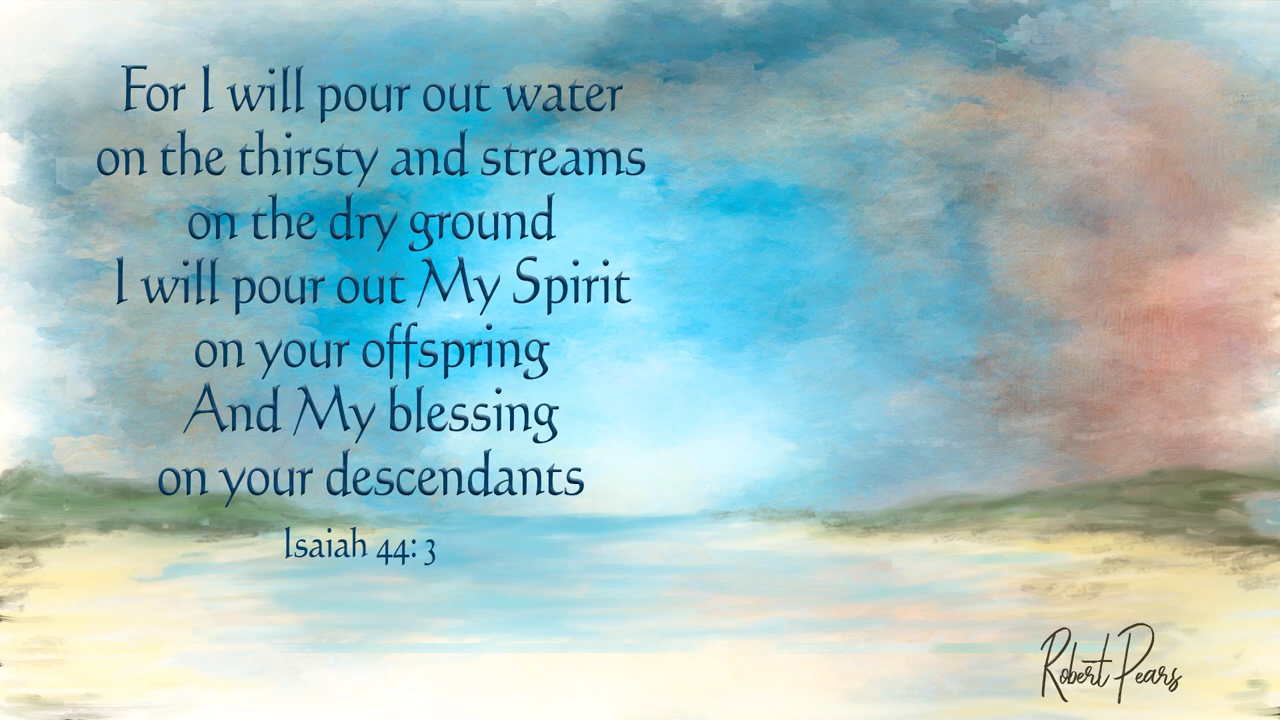 For I will pour out water
on the thirsty and streams
on the dry ground
I will pour out My Spirit
on your offspring
And My blessing
on your descendants
Isaiah 44: 3
Robert Pears